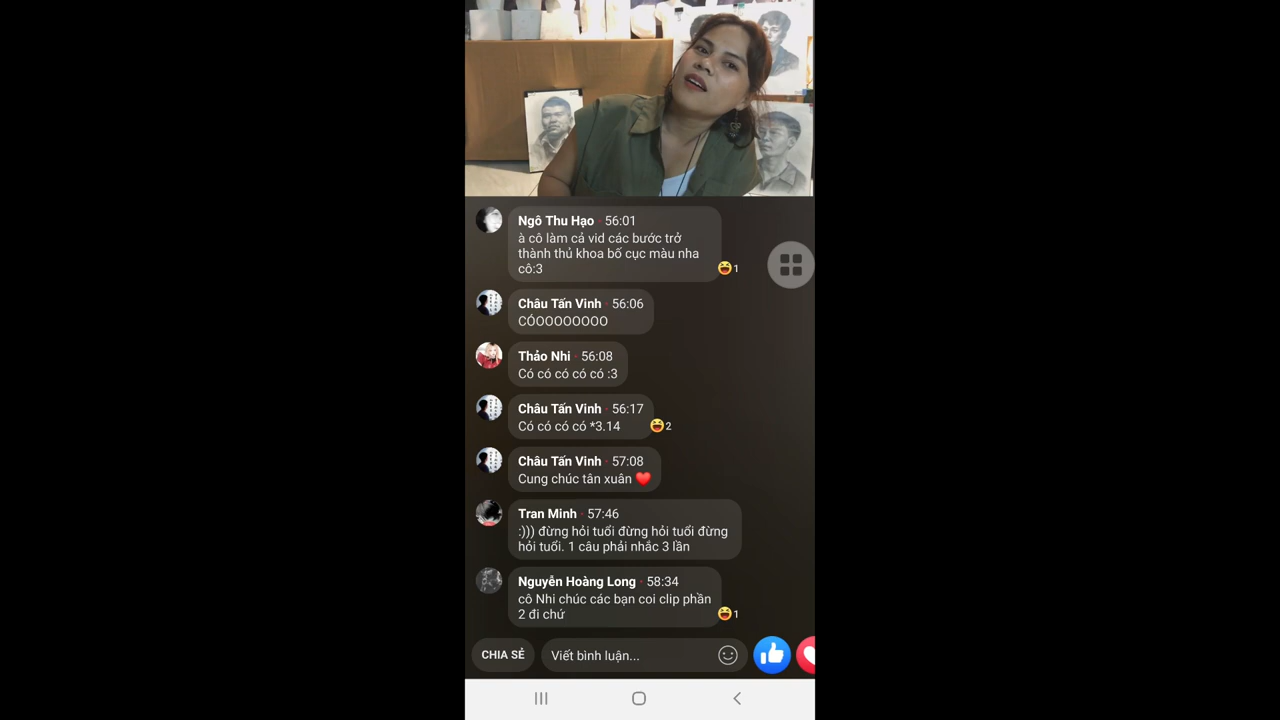 Ngô Thu Hạo · 56:01
à cô làm cả vid các bước trở
thành thủ khoa bố cục màu nha
cô:3
1
Châu Tấn Vinh · 56:06
CÓOOOOOOOO
Thảo Nhi · 56:08
Có có có có có :3
Châu Tấn Vinh · 56:17
Có có có có *3.14
2
Châu Tấn Vinh · 57:08
Cung chúc tân xuân ❤️
Tran Minh · 57:46
:))) đừng hỏi tuổi đừng hỏi tuổi đừng
hỏi tuổi. 1 câu phải nhắc 3 lần
Nguyễn Hoàng Long · 58:34
cô Nhi chúc các bạn coi clip phần
2 đi chứ
1
CHIA SẺ
Viết bình luận...